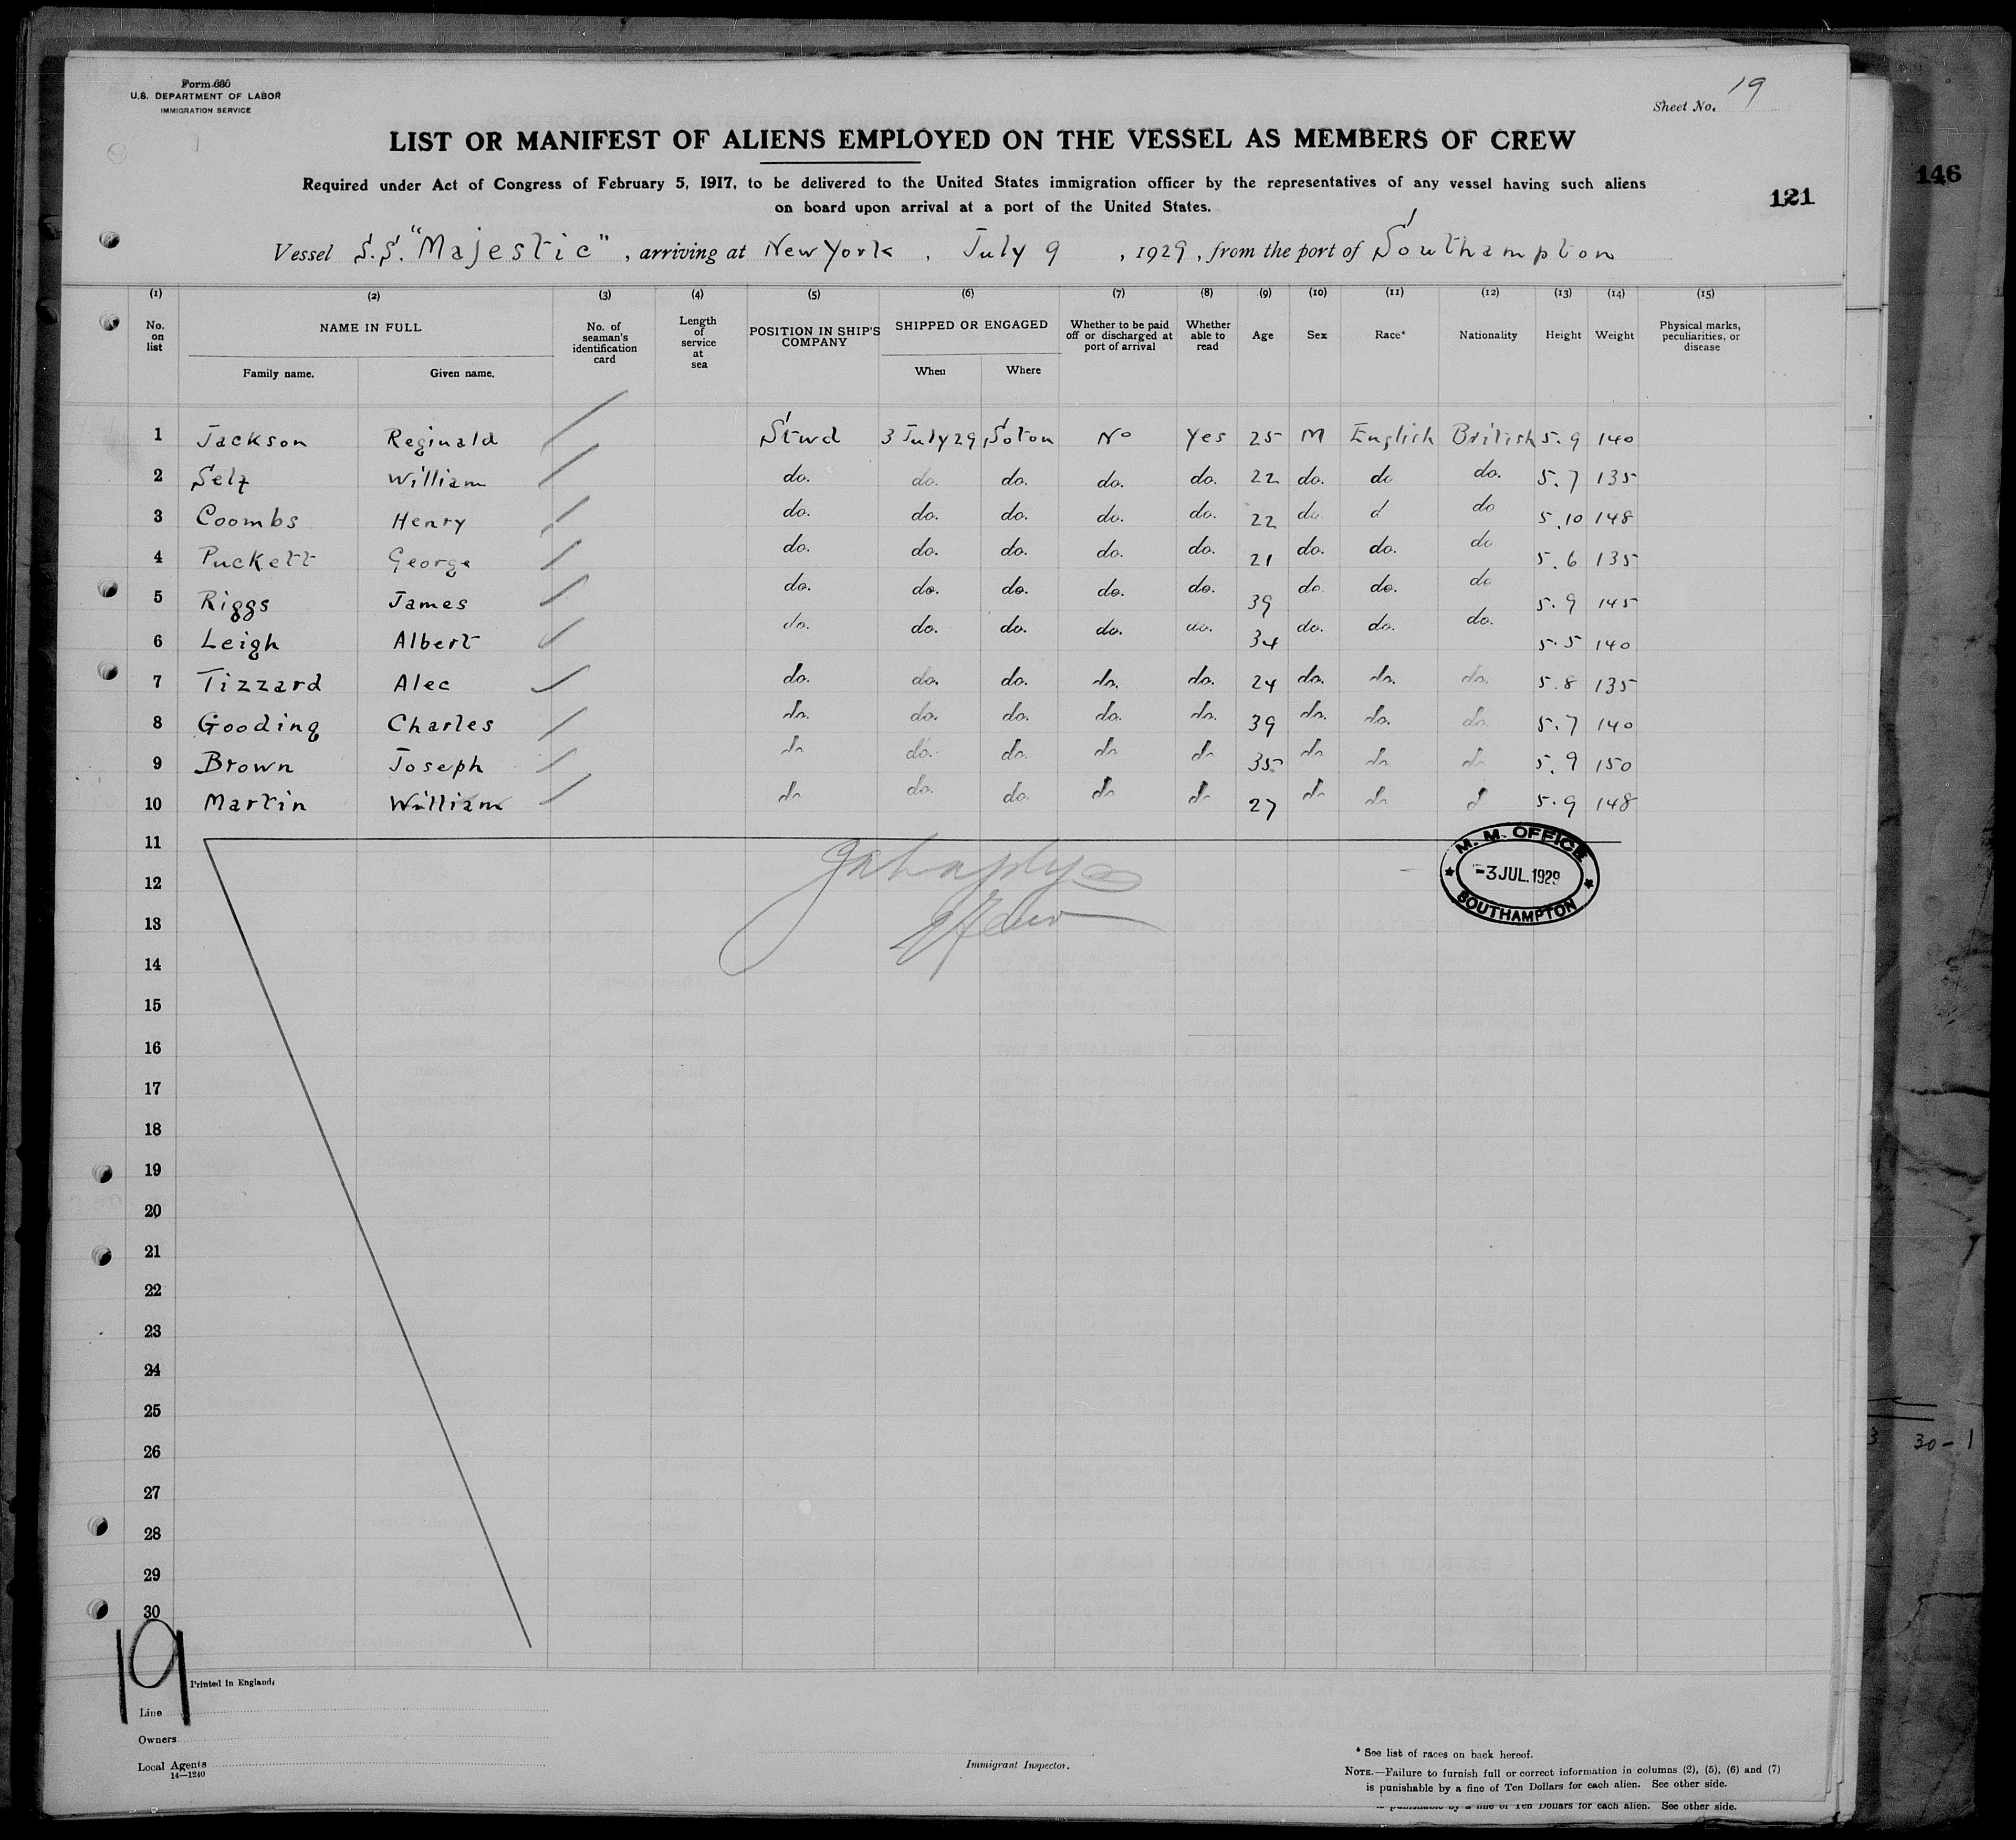 Form 680
U.S. DEPARTMENT OF LABOR
IMMIGRATION SERVICE
Sheet No. 19
LIST OR MANIFEST OF ALIENS EMPLOYED ON THE VESSEL AS MEMBERS OF CREW
Required under Act of Congress of February 5, 1917, to be delivered to the United States immigration officer by the representatives of any vessel having such aliens
on board upon arrival at a port of the United States.
146
121
Vessel S.S. "Majestic", arriving at New York, July 9, 1929, from the port of Southampton
(1) (2) (3) (4) (5) (6) (7) (8) (9) (10) (11) (12) (13) (14) (15)
No. on list NAME IN FULL Family name. Given name. No. of seaman's identification card Length of service at sea POSITION IN SHIP'S COMPANY SHIPPED OR ENGAGED When Where Whether to be paid off or discharged at port of arrival Whether able to read Age Sex Race* Nationality Height Weight Physical marks, peculiarities, or disease
1 Jackson Reginald Stwd 3 July 29 Soton No Yes 25 M English British 5.9 140
2 Selz William do. do. do. do. do. 22 do. do do. 5.7 135
3 Coombs Henry do. do. do. do. do. 22 do d do 5.10 148
4 Puckett George do. do. do. do. do. 21 do. do. do 5.6 135
5 Riggs James do. do. do. do. do. 39 do. do. do 5.9 145
6 Leigh Albert do. do. do. do. do. 34 do. do. do. 5.5 140
7 Tizzard Alec do. do. do. do. do. 24 do. do. do. 5.8 135
8 Gooding Charles do. do. do. do. do. 39 do. do. do. 5.7 140
9 Brown Joseph do do. do. do do 35 do do do 5.9 150
10 Martin William do do. do. do do 27 do do d 5.9 148
11
12
13
M. M. OFFICE
-3 JUL. 1929
SOUTHAMPTON
14
15
16
17
18
19
20
21
22
23
24
25
26
27
28
29
30
30-1
19
Printed in England.
Line
Owners
Local Agents
14—1240
Immigrant Inspector.
* See list of races on back hereof.
NOTE.—Failure to furnish full or correct information in columns (2), (5), (6) and (7)
is punishable by a fine of Ten Dollars for each alien. See other side.
is punishable by a fine of Ten Dollars for each alien. See other side.